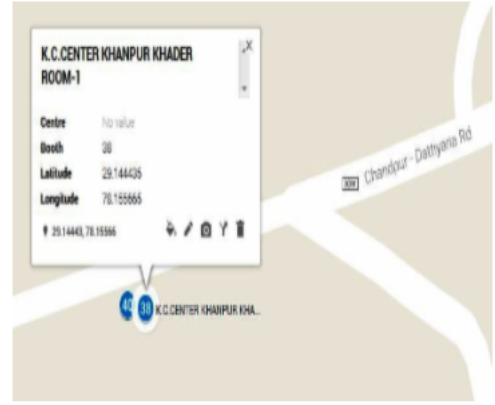 K.C.CENTER KHANPUR KHADER
ROOM-1
Centre No value
Booth 38
Latitude 29.144435
Longitude 78.155665
29.14443, 78.15566
Chandpur - Dathyana Rd
40
38
K.C.CENTER KHANPUR KHA...